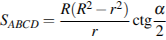 S_{ABCD} = \frac{R(R^2 - r^2)}{r} \operatorname{ctg} \frac{\alpha}{2}